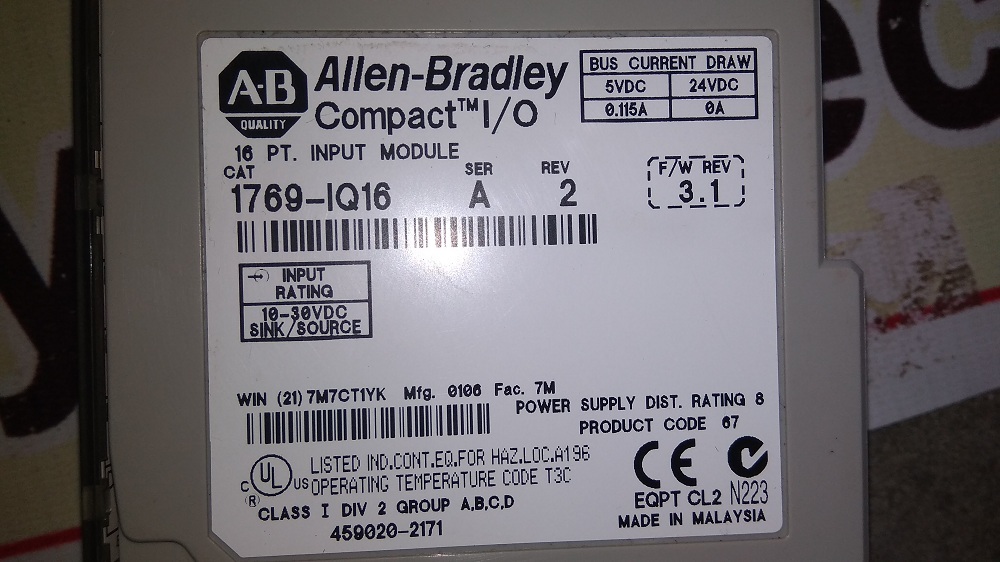 A-B
QUALITY
Allen-Bradley
Compact™ I/O
BUS CURRENT DRAW
5VDC 24VDC
0.115A 0A
16 PT. INPUT MODULE
CAT SER REV
1769-IQ16 A 2
F/W REV
3.1
INPUT
RATING
10-30VDC
SINK/SOURCE
WIN (21) 7M7CT1YK Mfg. 0106 Fac. 7M
POWER SUPPLY DIST. RATING 8
PRODUCT CODE 67
C UL US
(R)
LISTED IND.CONT.EQ.FOR HAZ.LOC.A196
OPERATING TEMPERATURE CODE T3C
CLASS I DIV 2 GROUP A,B,C,D
459020-2171
CE
EQPT CL2 N223
MADE IN MALAYSIA